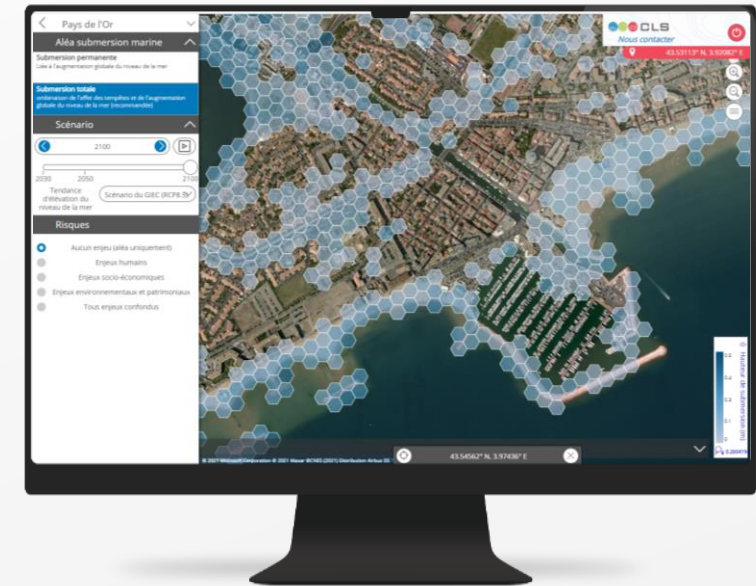 Pays de l'Or
Aléa submersion marine
Submersion permanente
Liée à l'augmentation globale du niveau de la mer
Submersion totale
ombinaison de l'effet des tempêtes et de l'augmentation
globale du niveau de la mer (recommandée)
Scénario
2100
2030 2050 2100
Tendance
d'élévation du
niveau de la mer
Scénario du GIEC (RCP8.5)
Risques
Aucun enjeu (aléa uniquement)
Enjeux humains
Enjeux socio-économiques
Enjeux environnementaux et patrimoniaux
Tous enjeux confondus
CLS
Nous contacter
43.53113° N, 3.92082° E
Hauteur de submersion (m)
0.1
0
43.54562° N, 3.97436° E